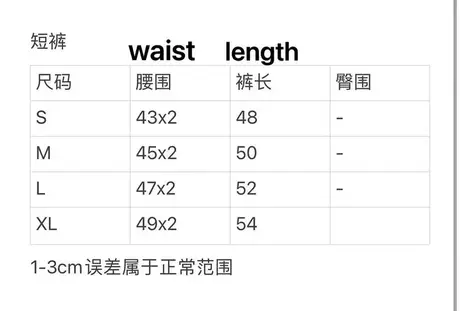 短裤 waist length
尺码 腰围 裤长 臀围
S 43x2 48 -
M 45x2 50 -
L 47x2 52 -
XL 49x2 54
1-3cm误差属于正常范围